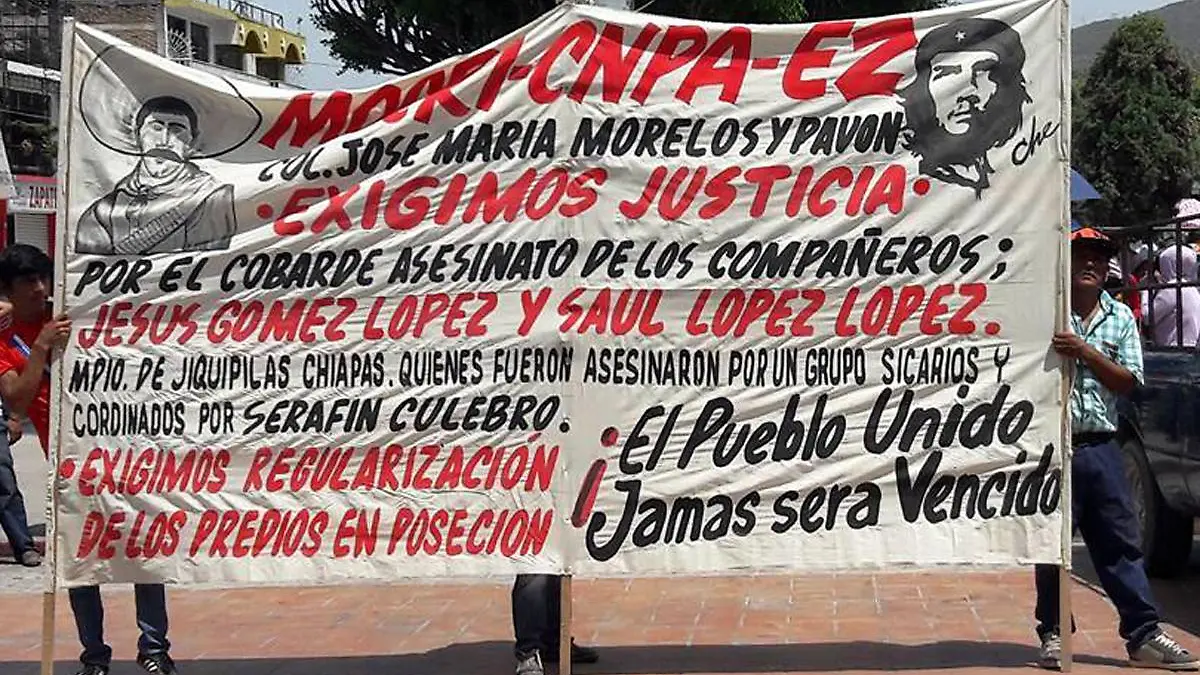 MOCRI-CNPA-EZ
COL. JOSE MARIA MORELOS Y PAVON
• EXIGIMOS JUSTICIA •
POR EL COBARDE ASESINATO DE LOS COMPAÑEROS;
JESUS GOMEZ LOPEZ Y SAUL LOPEZ LOPEZ.
MPIO. DE JIQUIPILAS CHIAPAS. QUIENES FUERON ASESINARON POR UN GRUPO SICARIOS Y
CORDINADOS POR SERAFIN CULEBRO.
• EXIGIMOS REGULARIZACIÓN
DE LOS PREDIOS EN POSECION
¡El Pueblo Unido
Jamas sera Vencido
che
ZAPAT